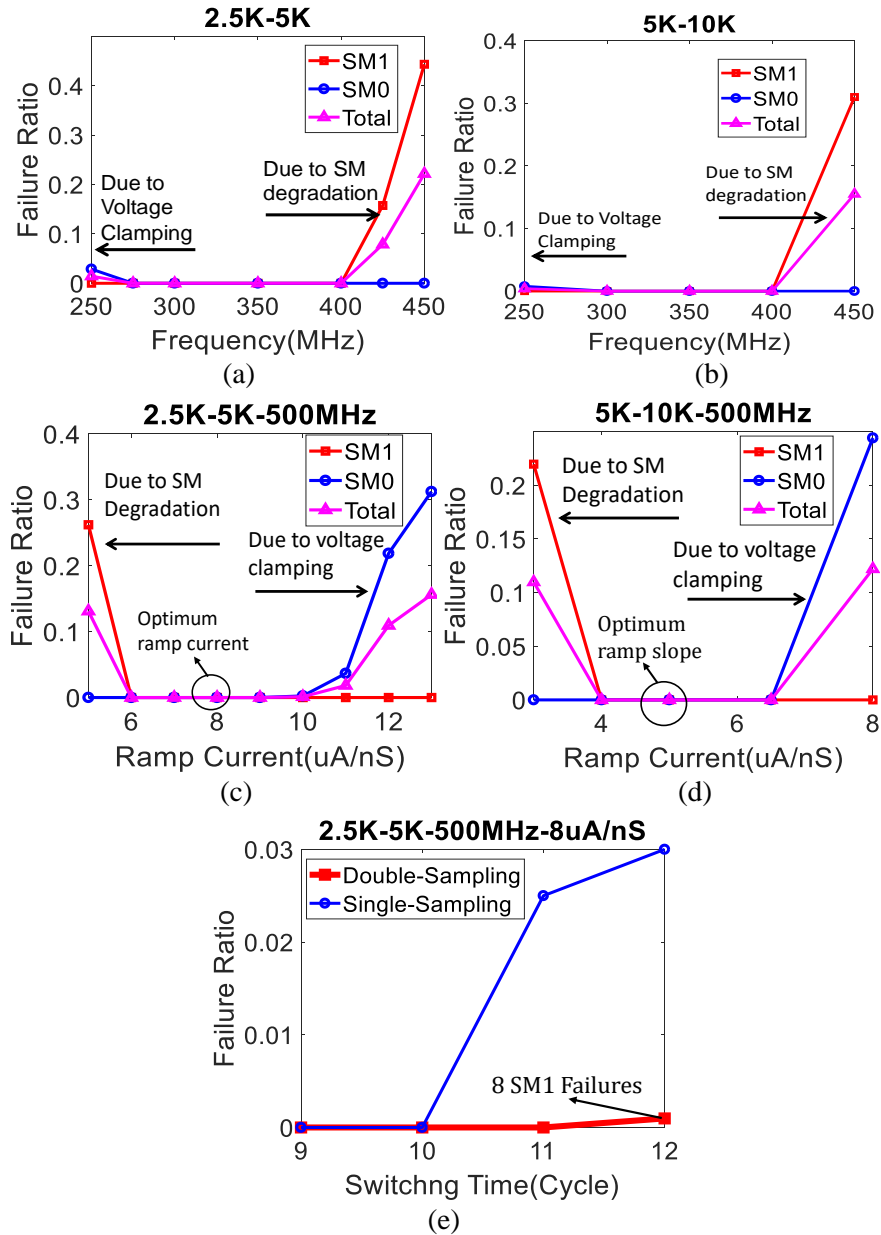 2.5K-5K
0.4
0.3
0.2
0.1
0
Failure Ratio
SM1
SM0
Total
Due to
Voltage
Clamping
Due to SM
degradation
250
300
350
400
450
Frequency(MHz)
(a)
5K-10K
0.4
0.3
0.2
0.1
0
Failure Ratio
SM1
SM0
Total
Due to SM
degradation
Due to Voltage
Clamping
250
300
350
400
450
Frequency(MHz)
(b)
2.5K-5K-500MHz
0.4
0.3
0.2
0.1
0
Failure Ratio
SM1
SM0
Total
Due to SM
Degradation
Due to voltage
clamping
Optimum
ramp current
6
8
10
12
Ramp Current(uA/nS)
(c)
5K-10K-500MHz
0.2
0.15
0.1
0.05
0
Failure Ratio
SM1
SM0
Total
Due to SM
Degradation
Due to voltage
clamping
Optimum
ramp slope
4
6
8
Ramp Current(uA/nS)
(d)
2.5K-5K-500MHz-8uA/nS
0.03
0.02
0.01
0
Failure Ratio
Double-Sampling
Single-Sampling
8 SM1 Failures
9
10
11
12
Switchng Time(Cycle)
(e)